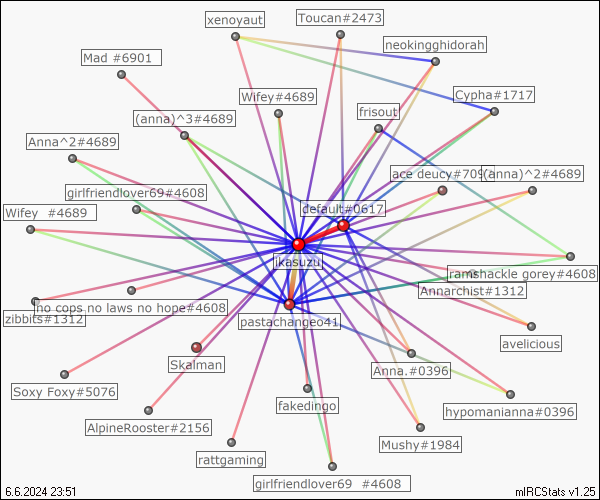 xenoyaut
Toucan#2473
neokingghidorah
Mad #6901
Wifey#4689
Cypha#1717
(anna)^3#4689
frisout
Anna^2#4689
ace deucy#709
(anna)^2#4689
girlfriendlover69#4608
default#0617
Wifey #4689
ikasuzu
ramshackle gorey#4608
Annarchist#1312
no cops no laws no hope#4608
zibbits#1312
pastachangeo41
avelicious
Skalman
Anna.#0396
Soxy Foxy#5076
fakedingo
hypomanianna#0396
AlpineRooster#2156
Mushy#1984
rattgaming
girlfriendlover69 #4608
6.6.2024 23:51
mIRCStats v1.25